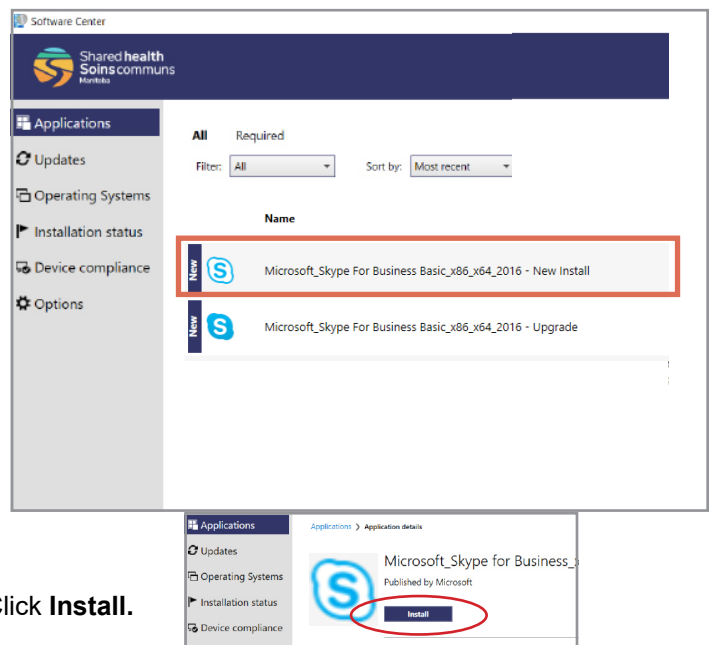 Software Center
Shared health
Soins communs
Manitoba
Applications
Updates
Operating Systems
Installation status
Device compliance
Options
All Required
Filter: All Sort by: Most recent
Name
New Microsoft_Skype For Business Basic_x86_x64_2016 - New Install
New Microsoft_Skype For Business Basic_x86_x64_2016 - Upgrade
Click Install.
Applications
Updates
Operating Systems
Installation status
Device compliance
Applications > Application details
Microsoft_Skype for Business_
Published by Microsoft
Install